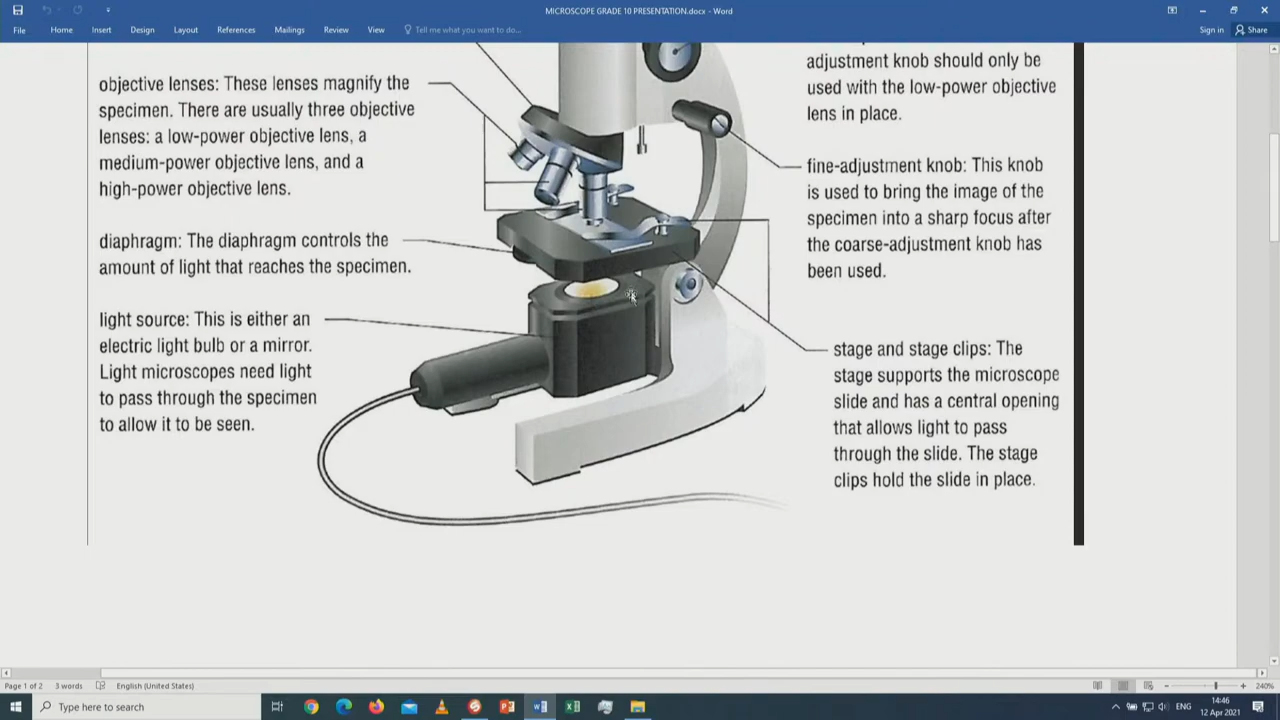 MICROSCOPE GRADE 10 PRESENTATION.docx - Word
File
Home
Insert
Design
Layout
References
Mailings
Review
View
Tell me what you want to do...
Sign in
Share
objective lenses: These lenses magnify the
specimen. There are usually three objective
lenses: a low-power objective lens, a
medium-power objective lens, and a
high-power objective lens.
diaphragm: The diaphragm controls the
amount of light that reaches the specimen.
light source: This is either an
electric light bulb or a mirror.
Light microscopes need light
to pass through the specimen
to allow it to be seen.
adjustment knob should only be
used with the low-power objective
lens in place.
fine-adjustment knob: This knob
is used to bring the image of the
specimen into a sharp focus after
the coarse-adjustment knob has
been used.
stage and stage clips: The
stage supports the microscope
slide and has a central opening
that allows light to pass
through the slide. The stage
clips hold the slide in place.
Page 1 of 2
3 words
English (United States)
240%
Type here to search
ENG
14:46
12 Apr 2021